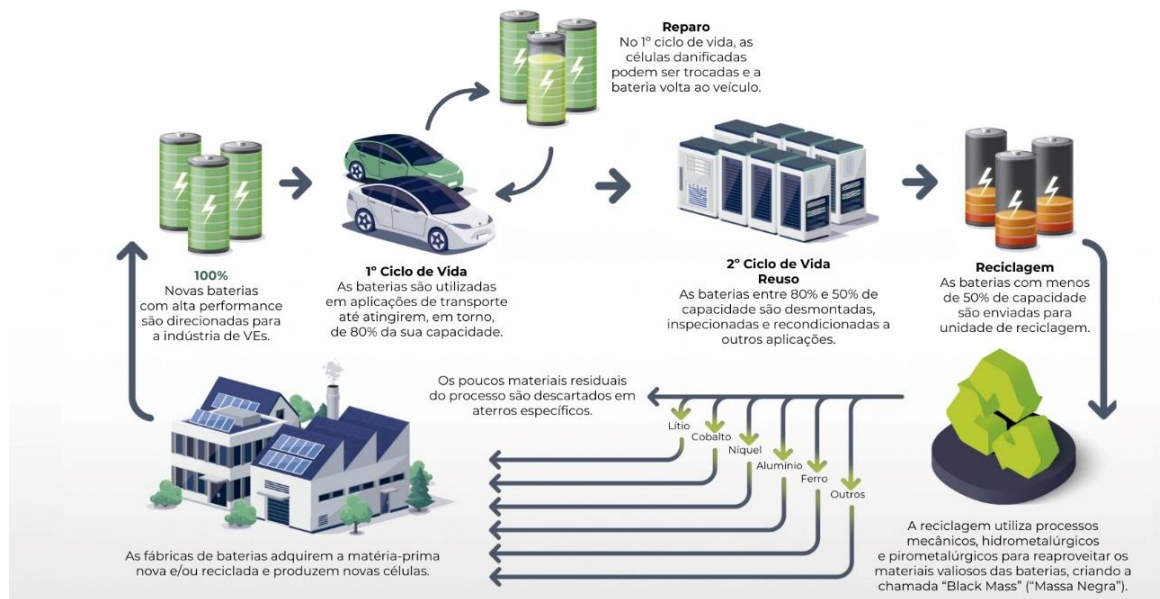 Reparo
No 1º ciclo de vida, as
células danificadas
podem ser trocadas e a
bateria volta ao veículo.
100%
Novas baterias
com alta performance
são direcionadas para
a indústria de VEs.
1º Ciclo de Vida
As baterias são utilizadas
em aplicações de transporte
até atingirem, em torno,
de 80% da sua capacidade.
2º Ciclo de Vida
Reuso
As baterias entre 80% e 50% de
capacidade são desmontadas,
inspecionadas e recondicionadas a
outros aplicações.
Reciclagem
As baterias com menos
de 50% de capacidade
são enviadas para
unidade de reciclagem.
Os poucos materiais residuais
do processo são descartados em
aterros específicos.
Lítio
Cobalto
Níquel
Alumínio
Ferro
Outros
As fábricas de baterias adquirem a matéria-prima
nova e/ou reciclada e produzem novas células.
A reciclagem utiliza processos
mecânicos, hidrometalúrgicos
e pirometalúrgicos para reaproveitar os
materiais valiosos das baterias, criando a
chamada “Black Mass” (“Massa Negra”).